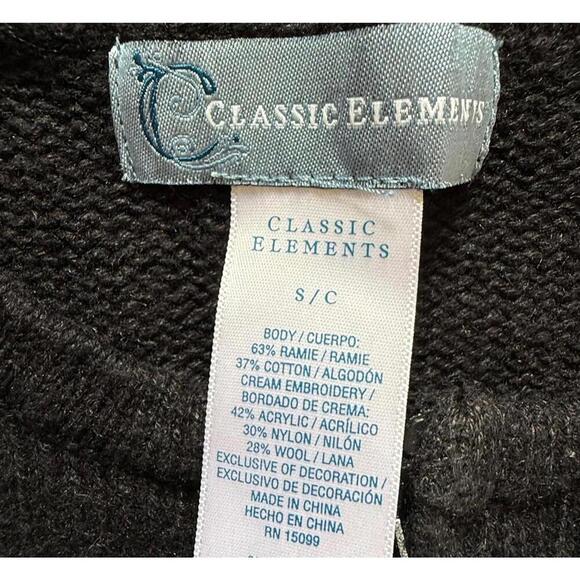 CLASSIC ELEMENTS
CLASSIC
ELEMENTS
S / C
BODY / CUERPO:
63% RAMIE / RAMIE
37% COTTON / ALGODÓN
CREAM EMBROIDERY /
BORDADO DE CREMA:
42% ACRYLIC / ACRÍLICO
30% NYLON / NILÓN
28% WOOL / LANA
EXCLUSIVE OF DECORATION /
EXCLUSIVO DE DECORACIÓN
MADE IN CHINA
HECHO EN CHINA
RN 15099